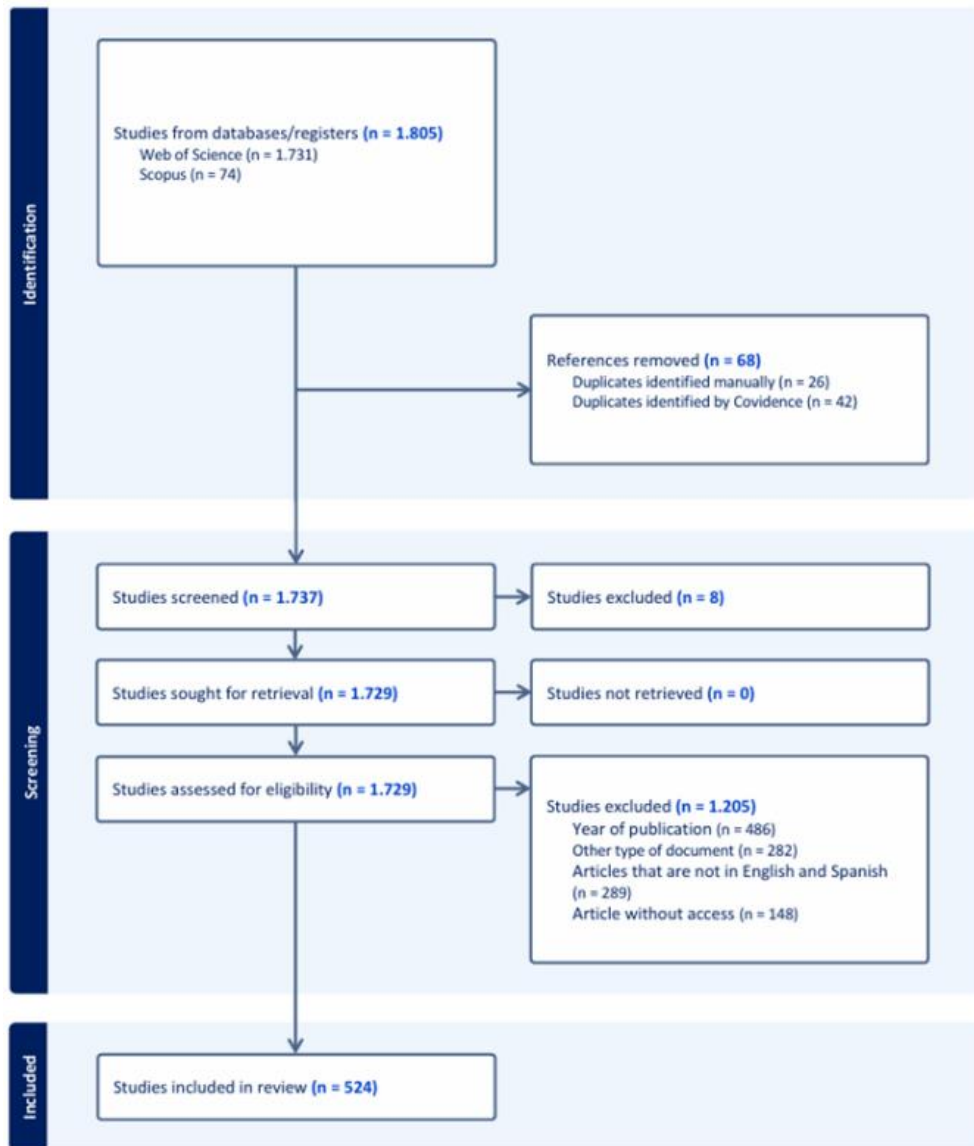 Identification
Studies from databases/registers (n = 1.805)
Web of Science (n = 1.731)
Scopus (n = 74)
References removed (n = 68)
Duplicates identified manually (n = 26)
Duplicates identified by Covidence (n = 42)
Screening
Studies screened (n = 1.737)
Studies excluded (n = 8)
Studies sought for retrieval (n = 1.729)
Studies not retrieved (n = 0)
Studies assessed for eligibility (n = 1.729)
Studies excluded (n = 1.205)
Year of publication (n = 486)
Other type of document (n = 282)
Articles that are not in English and Spanish
(n = 289)
Article without access (n = 148)
Included
Studies included in review (n = 524)